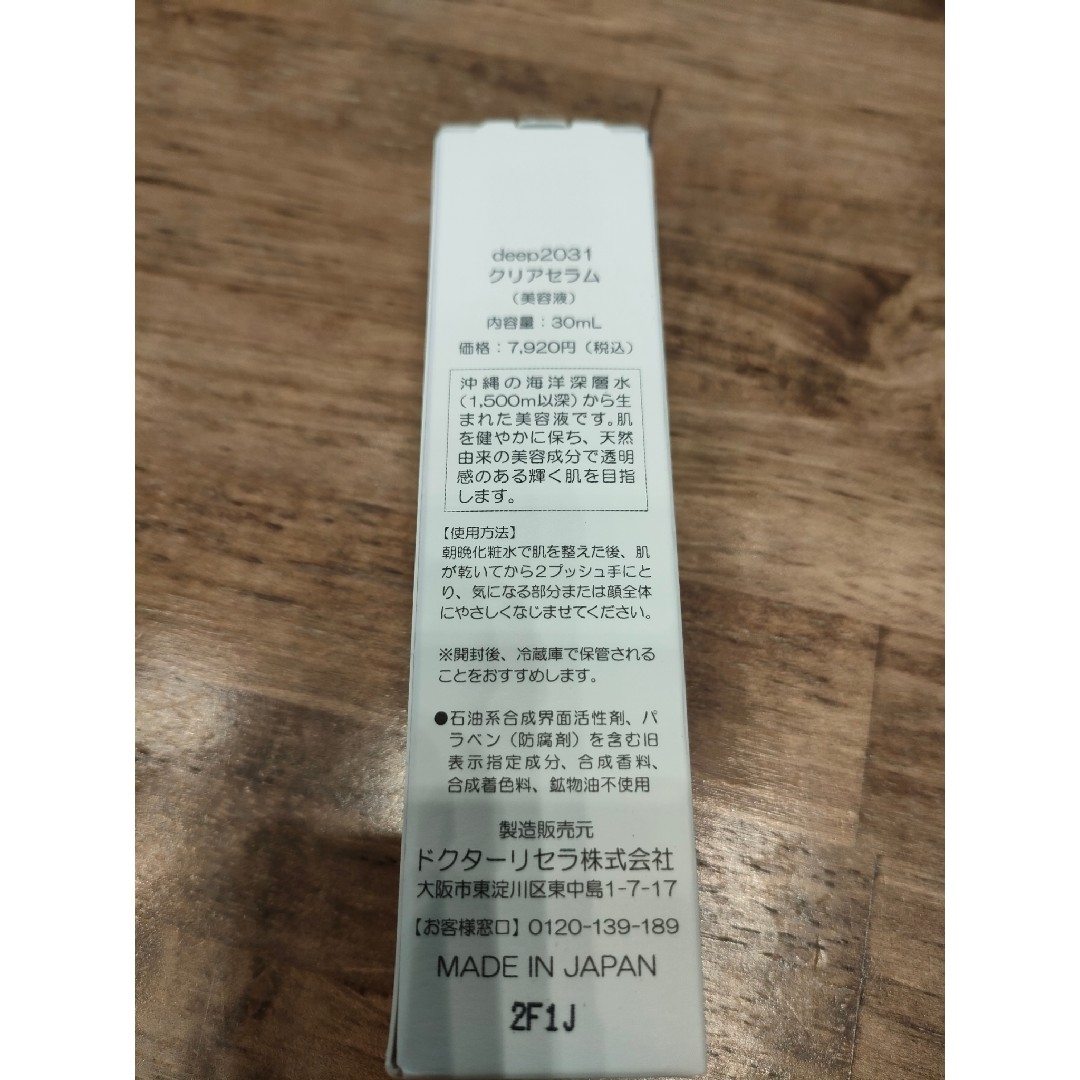 deep2031
クリアセラム
（美容液）
内容量：30mL
価格：7,920円（税込）
沖縄の海洋深層水
(1,500m以深)から生
まれた美容液です。肌
を健やかに保ち、天然
由来の美容成分で透明
感のある輝く肌を目指
します。
【使用方法】
朝晩化粧水で肌を整えた後、肌
が乾いてから2プッシュ手にと
り、気になる部分または顔全体
にやさしくなじませてください。
※開封後、冷蔵庫で保管される
ことをおすすめします。
●石油系合成界面活性剤、パ
ラベン（防腐剤）を含む旧
表示指定成分、合成香料、
合成着色料、鉱物油不使用
製造販売元
ドクターリセラ株式会社
大阪市東淀川区東中島1-7-17
【お客様窓口】0120-139-189
MADE IN JAPAN
2F1J